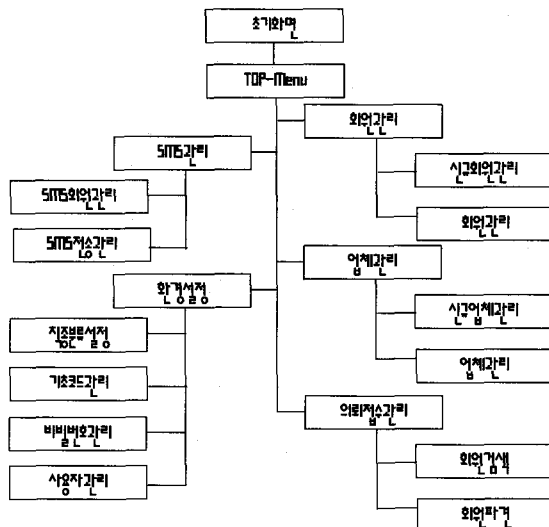 초기화면
TOP-Menu
회원관리
SMS관리
신규회원관리
SMS회원관리
회원관리
SMS전송관리
업체관리
환경설정
신규업체관리
직종분류설정
업체관리
기초코드관리
의뢰접수관리
비밀번호관리
회원검색
사용자관리
회원파견